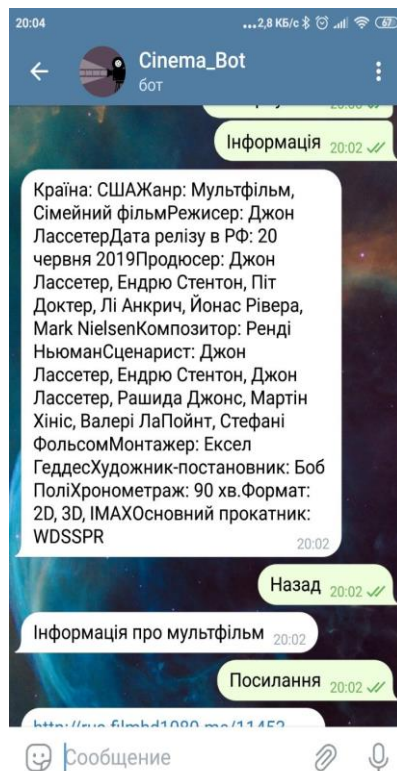 20:04
...2,8 КБ/с
67
Cinema_Bot
бот
Інформація 20:02
Країна: СШАЖанр: Мультфільм,
Сімейний фільмРежисер: Джон
ЛассетерДата релізу в РФ: 20
червня 2019Продюсер: Джон
Лассетер, Ендрю Стентон, Піт
Доктер, Лі Анкрич, Йонас Рівера,
Mark NielsenКомпозитор: Ренді
НьюманСценарист: Джон
Лассетер, Ендрю Стентон, Джон
Лассетер, Рашида Джонс, Мартін
Хініс, Валері ЛаПойнт, Стефані
ФольсомМонтажер: Ексел
ГеддесХудожник-постановник: Боб
ПоліХронометраж: 90 хв.Формат:
2D, 3D, IMAXОсновний прокатник:
WDSSPR
20:02
Назад 20:02
Інформація про мультфільм 20:02
Посилання 20:02
Сообщение